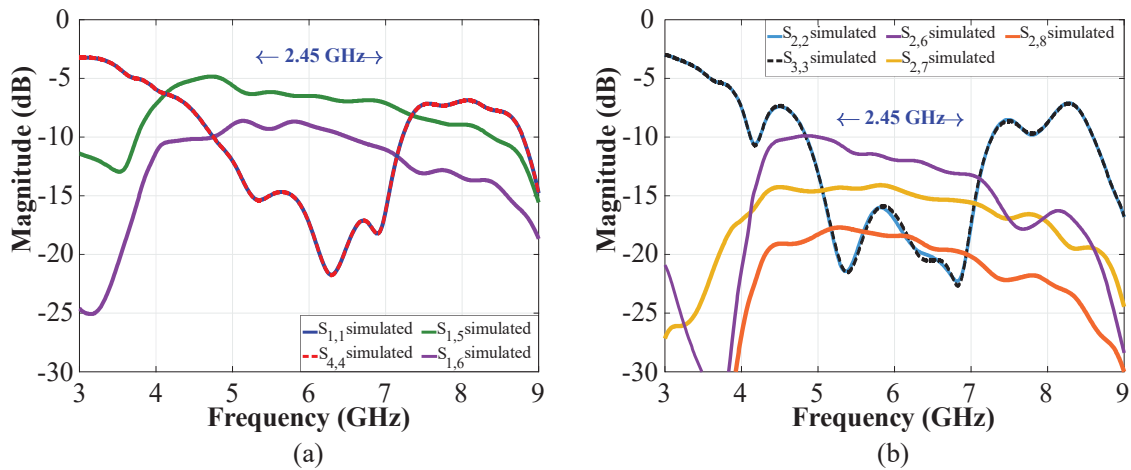 0
-5
-10
-15
-20
-25
-30
Magnitude (dB)
← 2.45 GHz →
S1,1simulated S1,5simulated
S4,4simulated S1,6simulated
3 4 5 6 7 8 9
Frequency (GHz)
(a)
0
-5
-10
-15
-20
-25
-30
Magnitude (dB)
S2,2simulated S2,6simulated S2,8simulated
S3,3simulated S2,7simulated
← 2.45 GHz →
3 4 5 6 7 8 9
Frequency (GHz)
(b)